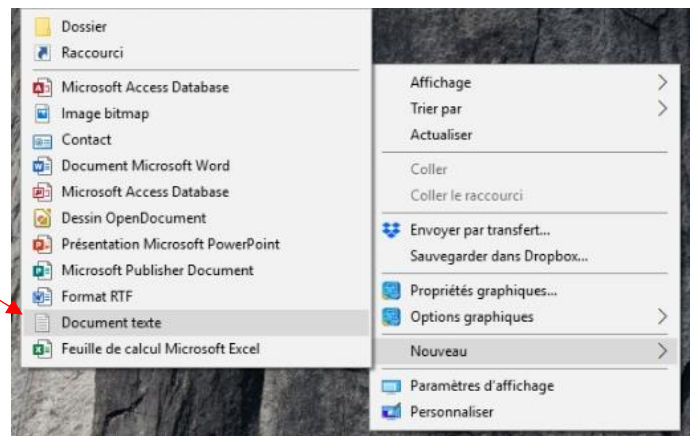 Dossier
Raccourci
Microsoft Access Database
Image bitmap
Contact
Document Microsoft Word
Microsoft Access Database
Dessin OpenDocument
Présentation Microsoft PowerPoint
Microsoft Publisher Document
Format RTF
Document texte
Feuille de calcul Microsoft Excel
Affichage
Trier par
Actualiser
Coller
Coller le raccourci
Envoyer par transfert...
Sauvegarder dans Dropbox...
Propriétés graphiques...
Options graphiques
Nouveau
Paramètres d'affichage
Personnaliser